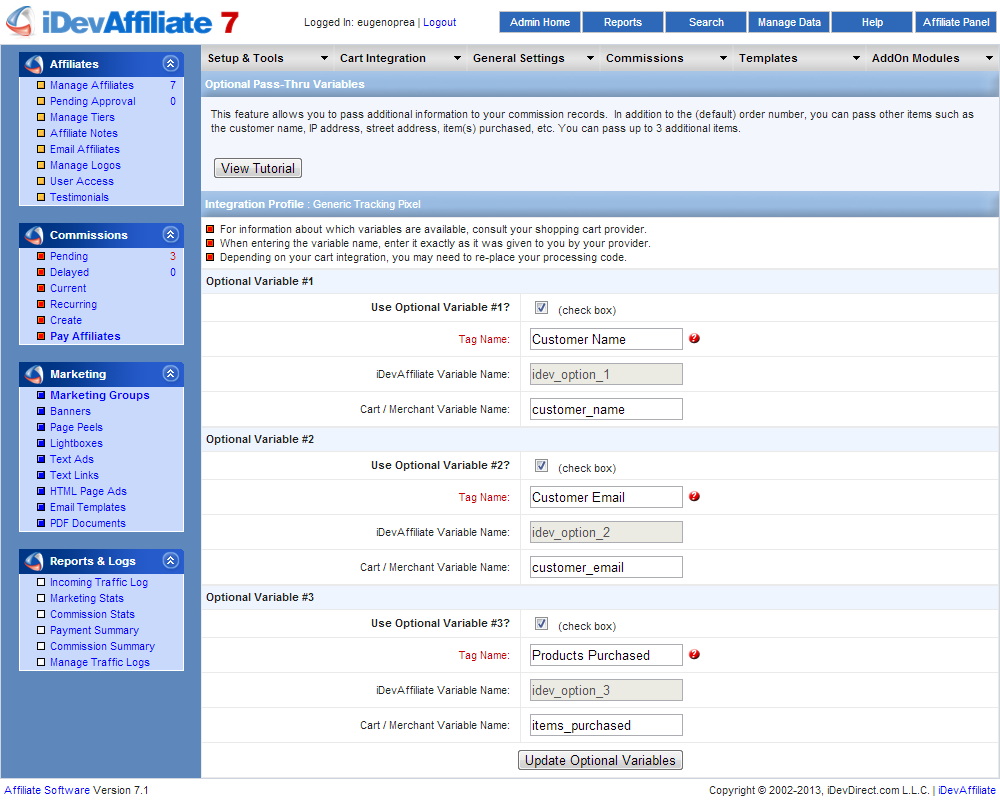 iDevAffiliate 7
Logged In: eugenoprea | Logout
Admin Home
Reports
Search
Manage Data
Help
Affiliate Panel
Affiliates
Manage Affiliates 7
Pending Approval 0
Manage Tiers
Affiliate Notes
Email Affiliates
Manage Logos
User Access
Testimonials
Commissions
Pending 3
Delayed 0
Current
Recurring
Create
Pay Affiliates
Marketing
Marketing Groups
Banners
Page Peels
Lightboxes
Text Ads
Text Links
HTML Page Ads
Email Templates
PDF Documents
Reports & Logs
Incoming Traffic Log
Marketing Stats
Commission Stats
Payment Summary
Commission Summary
Manage Traffic Logs
Setup & Tools
Cart Integration
General Settings
Commissions
Templates
AddOn Modules
Optional Pass-Thru Variables
This feature allows you to pass additional information to your commission records. In addition to the (default) order number, you can pass other items such as
the customer name, IP address, street address, item(s) purchased, etc. You can pass up to 3 additional items.
View Tutorial
Integration Profile : Generic Tracking Pixel
For information about which variables are available, consult your shopping cart provider.
When entering the variable name, enter it exactly as it was given to you by your provider.
Depending on your cart integration, you may need to re-place your processing code.
Optional Variable #1
Use Optional Variable #1? (check box)
Tag Name: Customer Name ?
iDevAffiliate Variable Name: idev_option_1
Cart / Merchant Variable Name: customer_name
Optional Variable #2
Use Optional Variable #2? (check box)
Tag Name: Customer Email ?
iDevAffiliate Variable Name: idev_option_2
Cart / Merchant Variable Name: customer_email
Optional Variable #3
Use Optional Variable #3? (check box)
Tag Name: Products Purchased ?
iDevAffiliate Variable Name: idev_option_3
Cart / Merchant Variable Name: items_purchased
Update Optional Variables
Affiliate Software Version 7.1
Copyright © 2002-2013, iDevDirect.com L.L.C. | iDevAffiliate